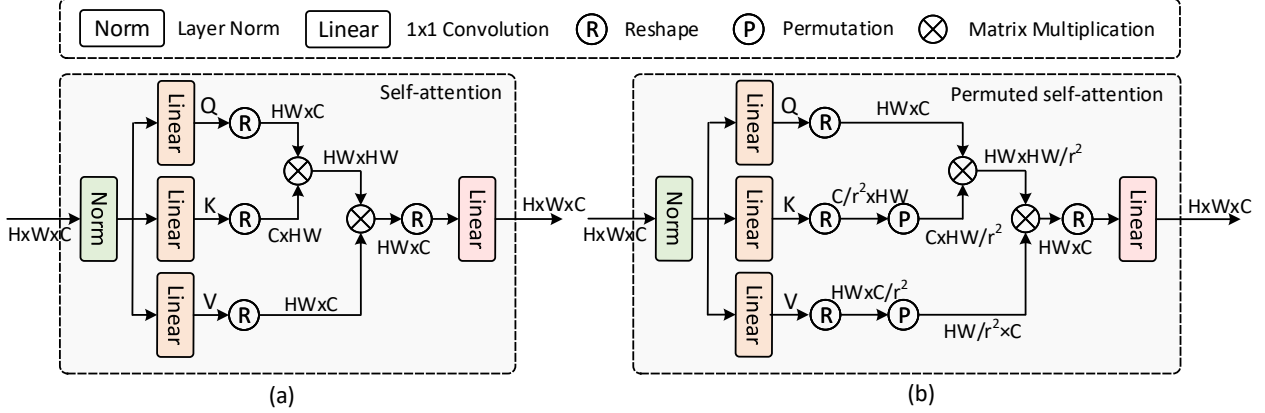 Norm Layer Norm Linear 1x1 Convolution R Reshape P Permutation Matrix Multiplication
Self-attention
Linear
Q
R
HWxC
HWxHW
HxWxC
Norm
Linear
K
R
CxHW
HWxC
R
Linear
HxWxC
Linear
V
R
HWxC
(a)
Permuted self-attention
Linear
Q
R
HWxC
HWxHW/r²
HxWxC
Norm
Linear
K
R
C/r²xHW
P
CxHW/r²
HWxC
R
Linear
HxWxC
Linear
V
R
HWxC/r²
P
HW/r²×C
(b)